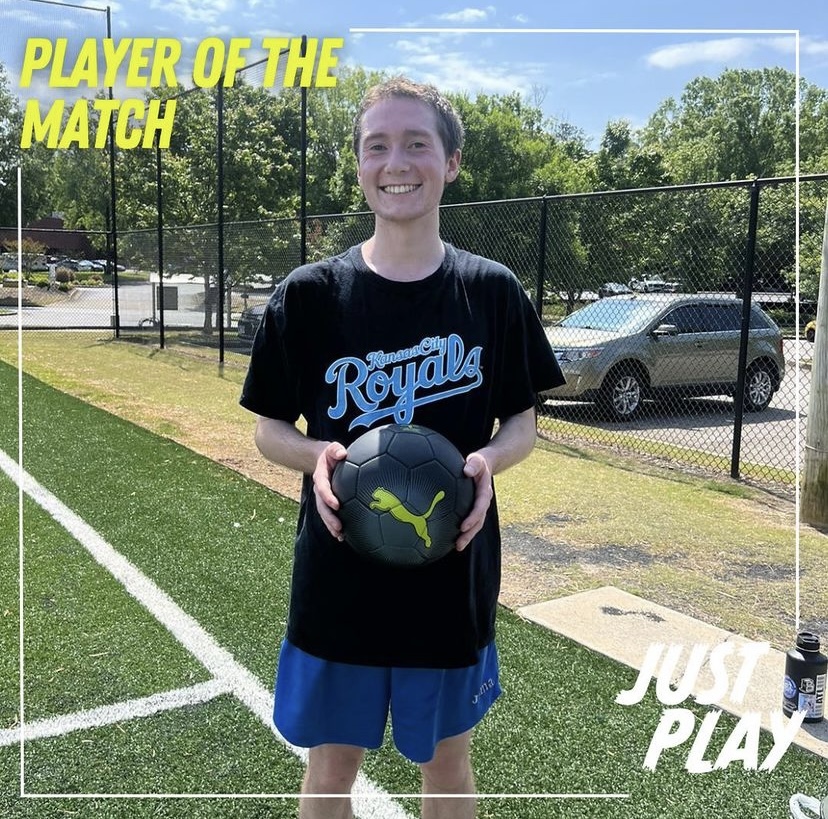 PLAYER OF THE
MATCH
Kansas City
Royals
JUST
PLAY